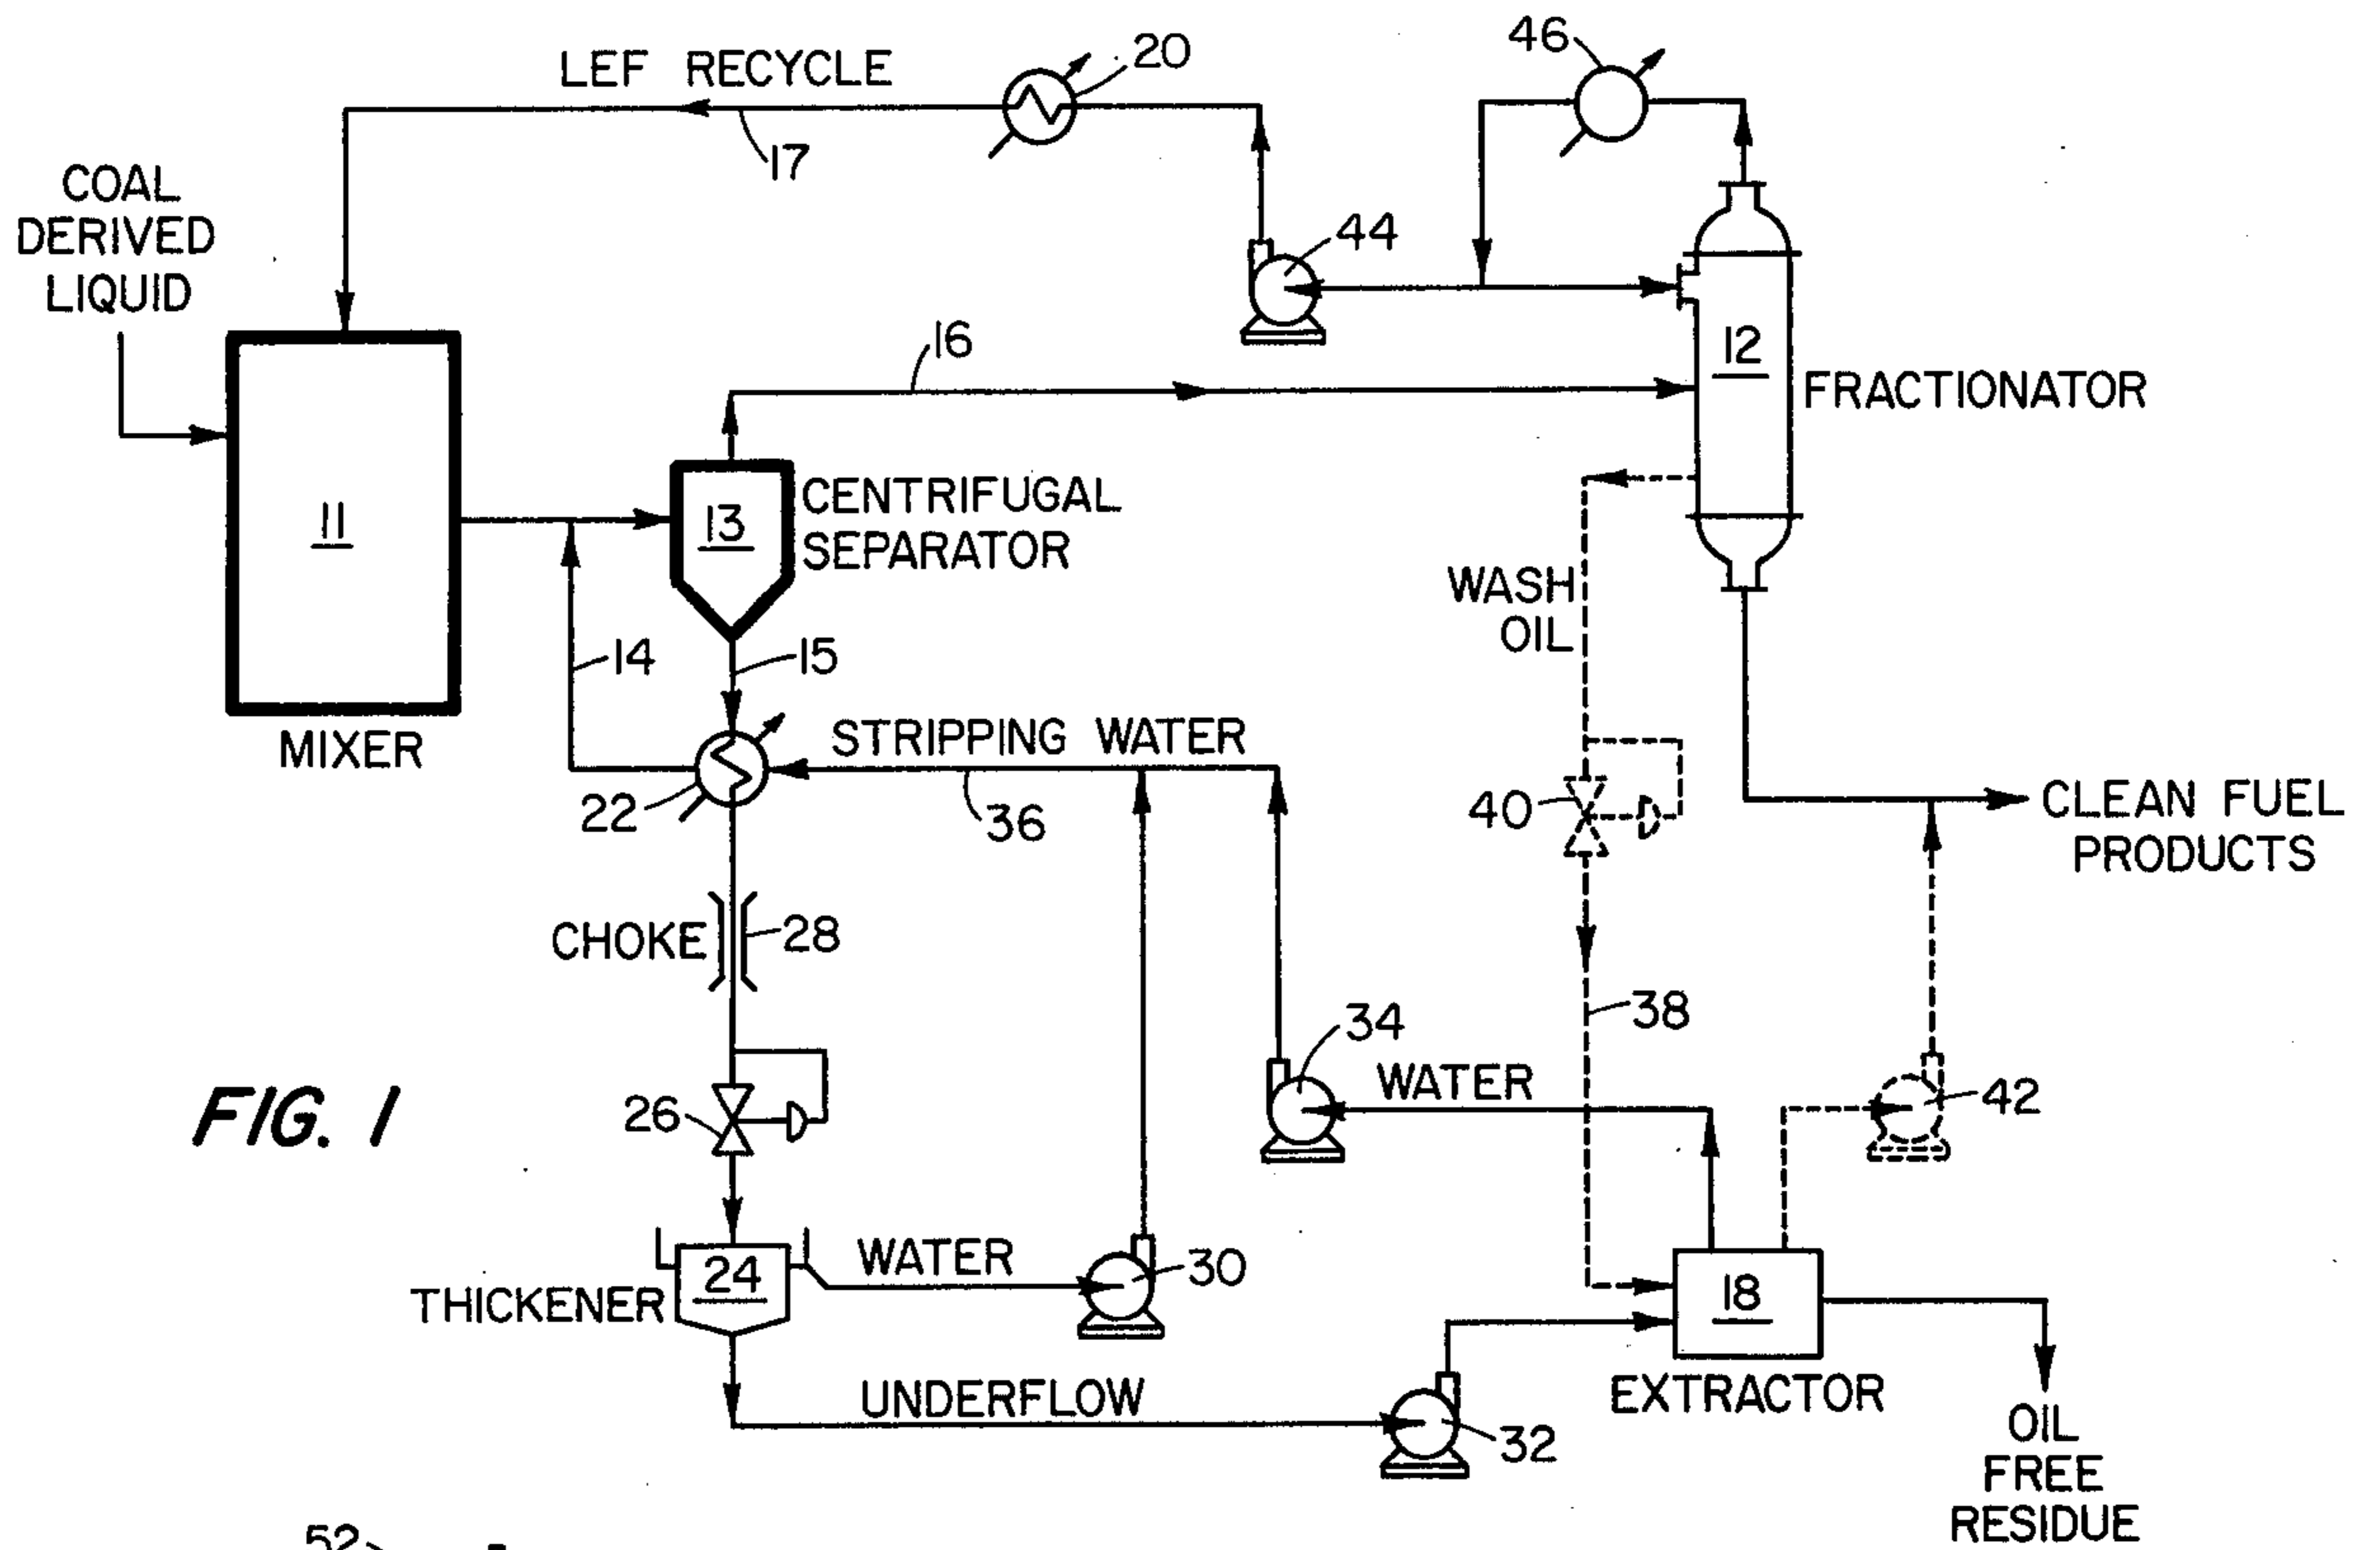 LEF RECYCLE
20
46
17
COAL
DERIVED
LIQUID
44
16
12
FRACTIONATOR
11
13
CENTRIFUGAL
SEPARATOR
WASH
OIL
14
15
MIXER
STRIPPING WATER
22
36
40
CLEAN FUEL
PRODUCTS
CHOKE
28
38
34
WATER
42
FIG. 1
26
WATER
30
24
THICKENER
18
EXTRACTOR
UNDERFLOW
32
OIL
FREE
RESIDUE
52